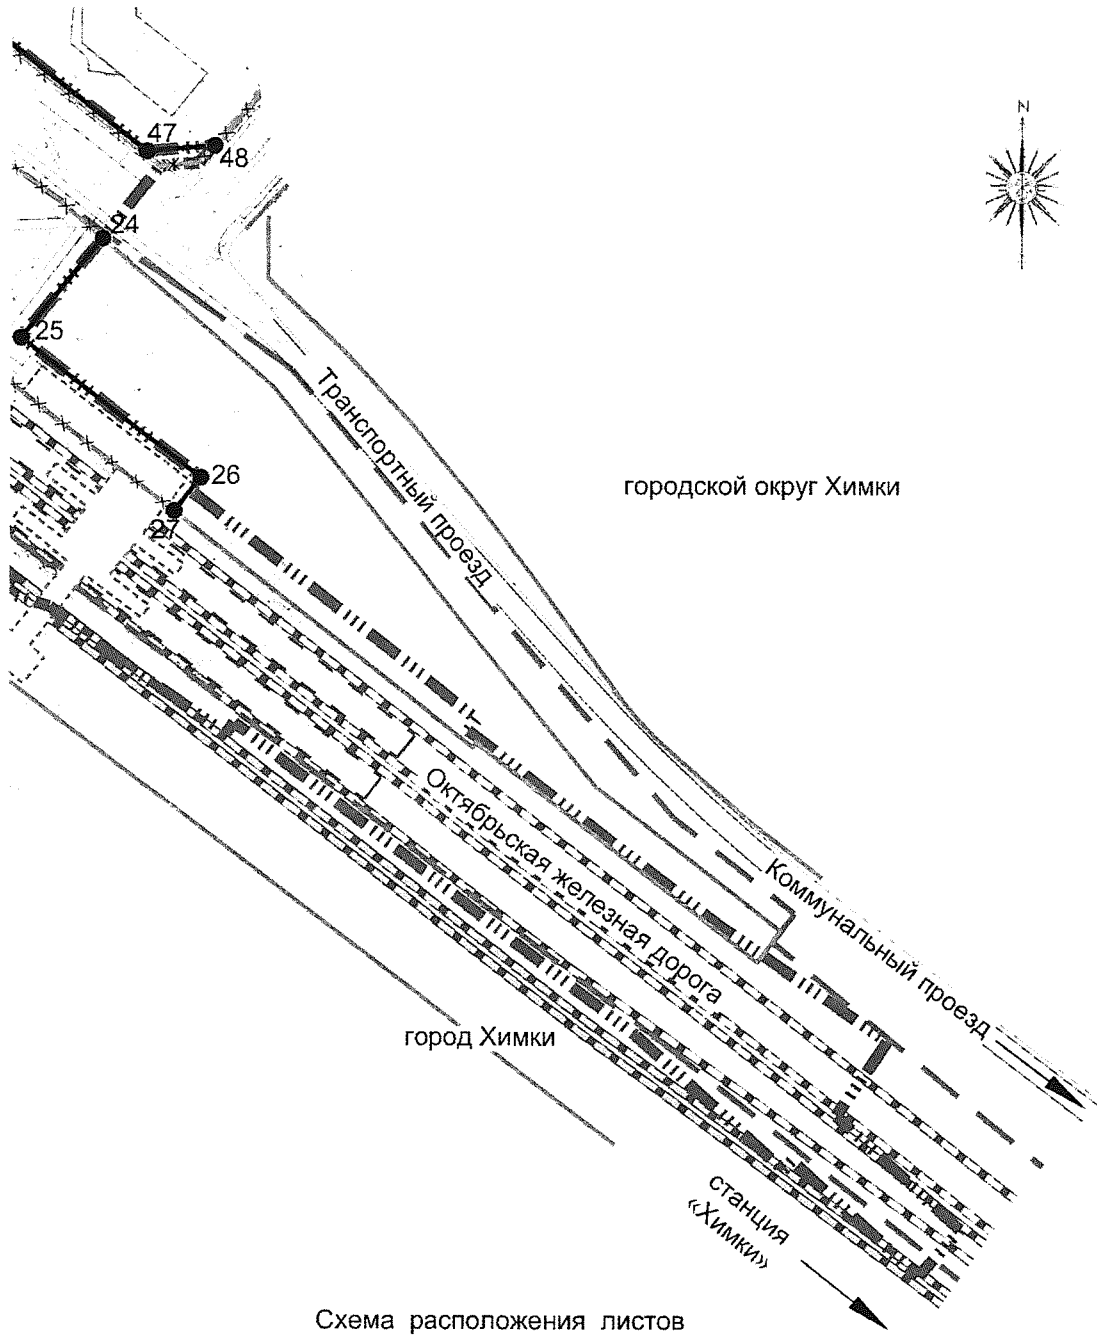 N
47
48
24
25
26
27
Транспортный проезд
городской округ Химки
Октябрьская железная дорога
Коммунальный проезд
город Химки
станция
«Химки»
Схема расположения листов